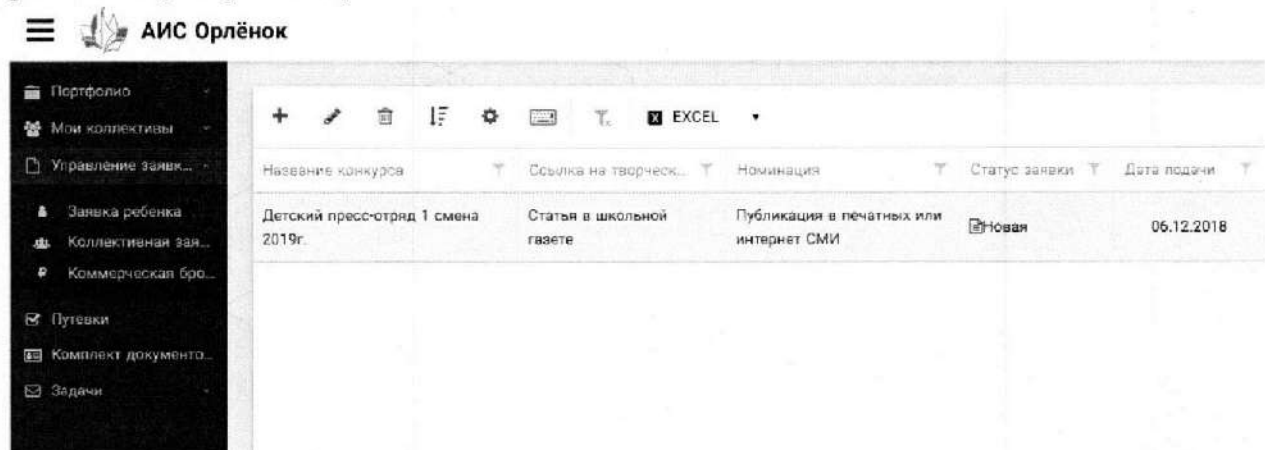 АИС Орлёнок
Портфолио
Мои коллективы
Управление заявк...
Заявка ребенка
Коллективная зая...
Коммерческая бро...
Путевки
Комплект документо...
Задачи
EXCEL
Название конкурса Ссылка на творческ... Номинация Статус заявки Дата подачи
Детский пресс-отряд 1 смена Статья в школьной Публикация в печатных или Новая 06.12.2018
2019г. газете интернет СМИ